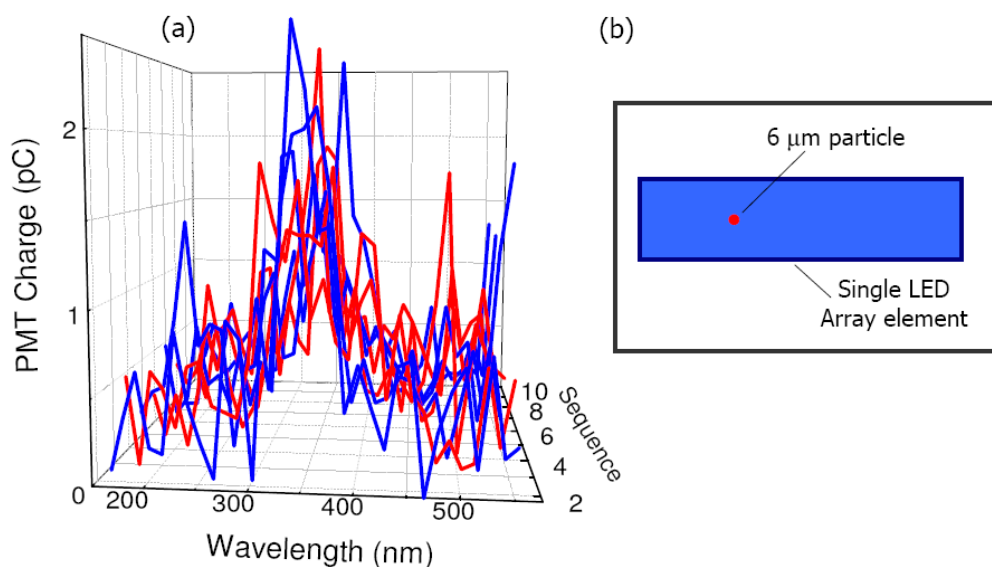 (a)
PMT Charge (pC)
2
1
0
200
300
400
500
Wavelength (nm)
10
8
6
4
2
Sequence
(b)
6 μm particle
Single LED
Array element